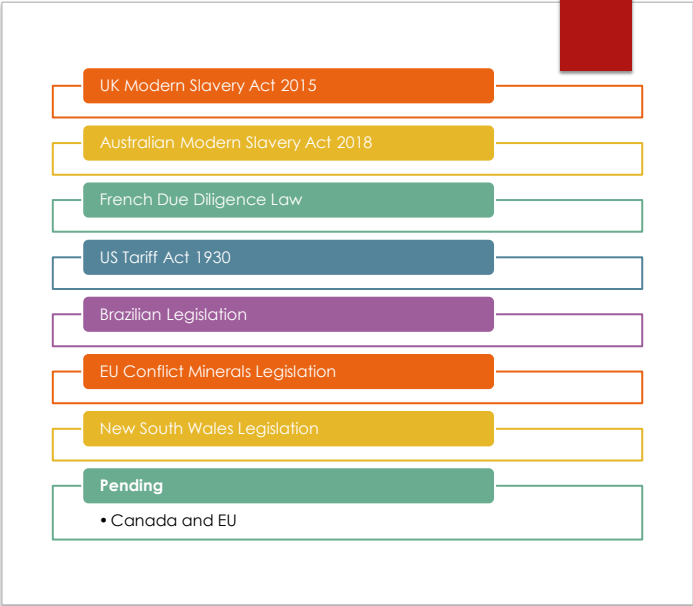 UK Modern Slavery Act 2015
Australian Modern Slavery Act 2018
French Due Diligence Law
US Tariff Act 1930
Brazilian Legislation
EU Conflict Minerals Legislation
New South Wales Legislation
Pending
• Canada and EU